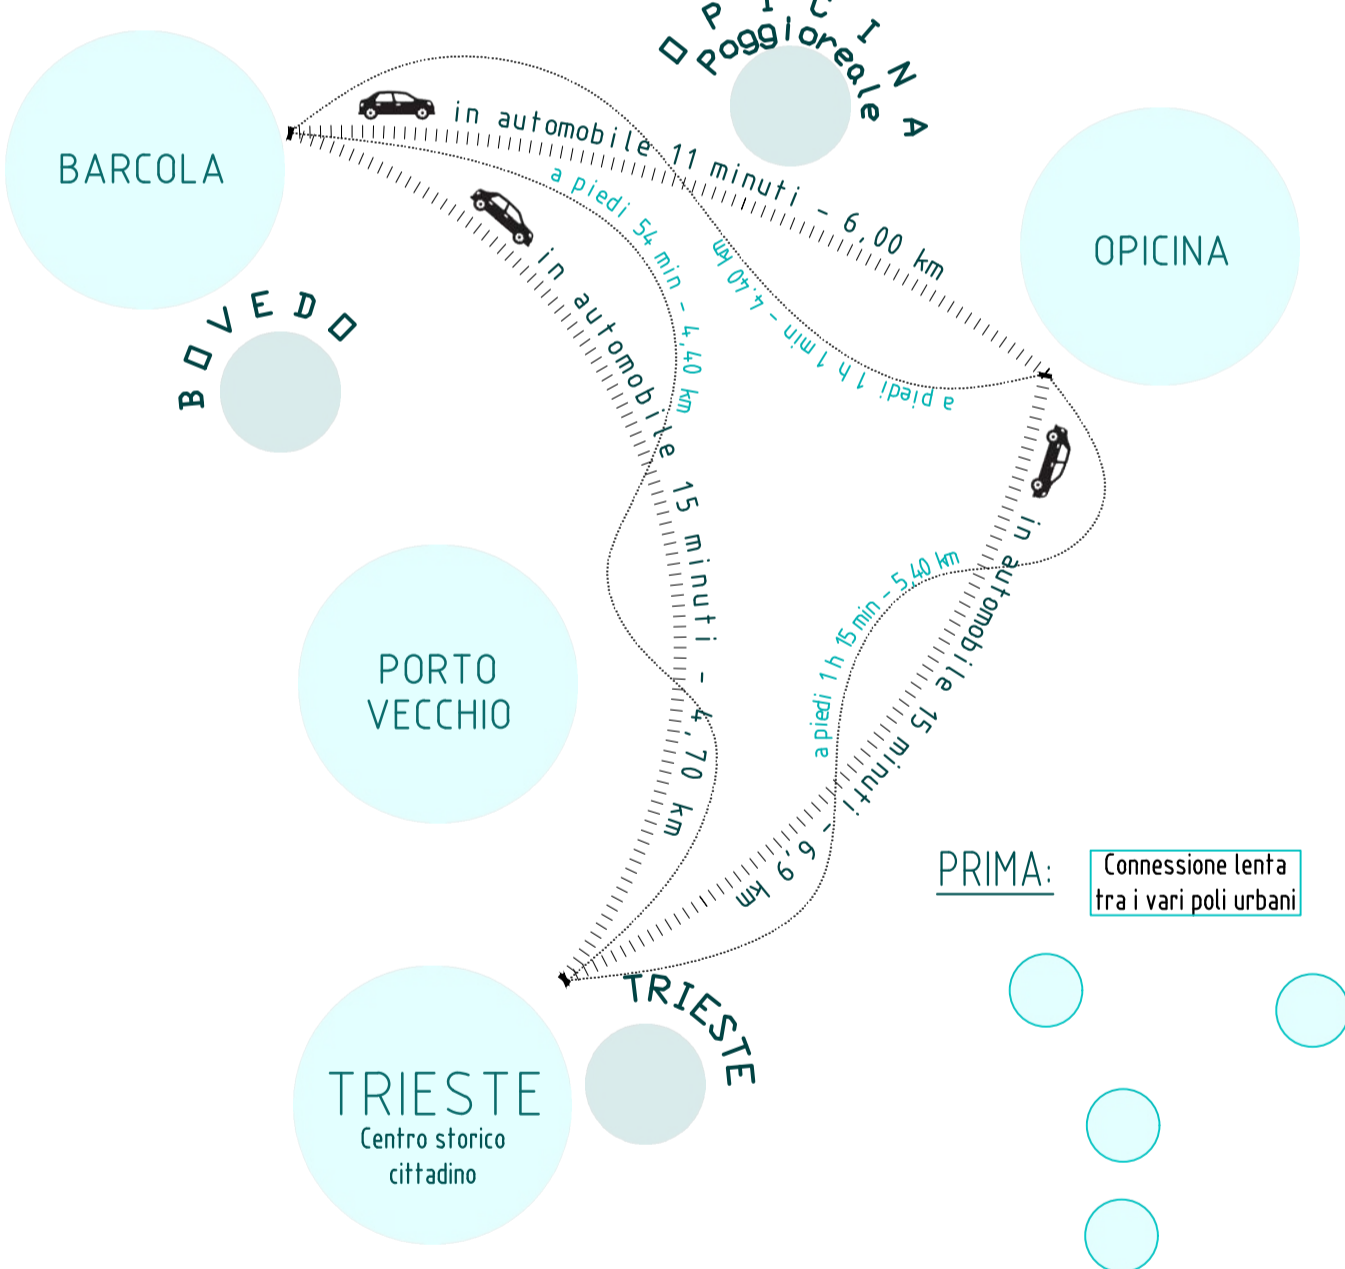 OPICINA
Poggioreale
BARCOLA
in automobile 11 minuti - 6,00 km
a piedi 54 min - 4,40 km
in automobile 15 minuti - 4,70 km
a piedi 1 h 1 min - 4,40 km
OPICINA
BOVEDO
in automobile 15 minuti - 6,9 km
a piedi 1 h 15 min - 5,40 km
PORTO
VECCHIO
PRIMA:
Connessione lenta
tra i vari poli urbani
TRIESTE
TRIESTE
Centro storico
cittadino